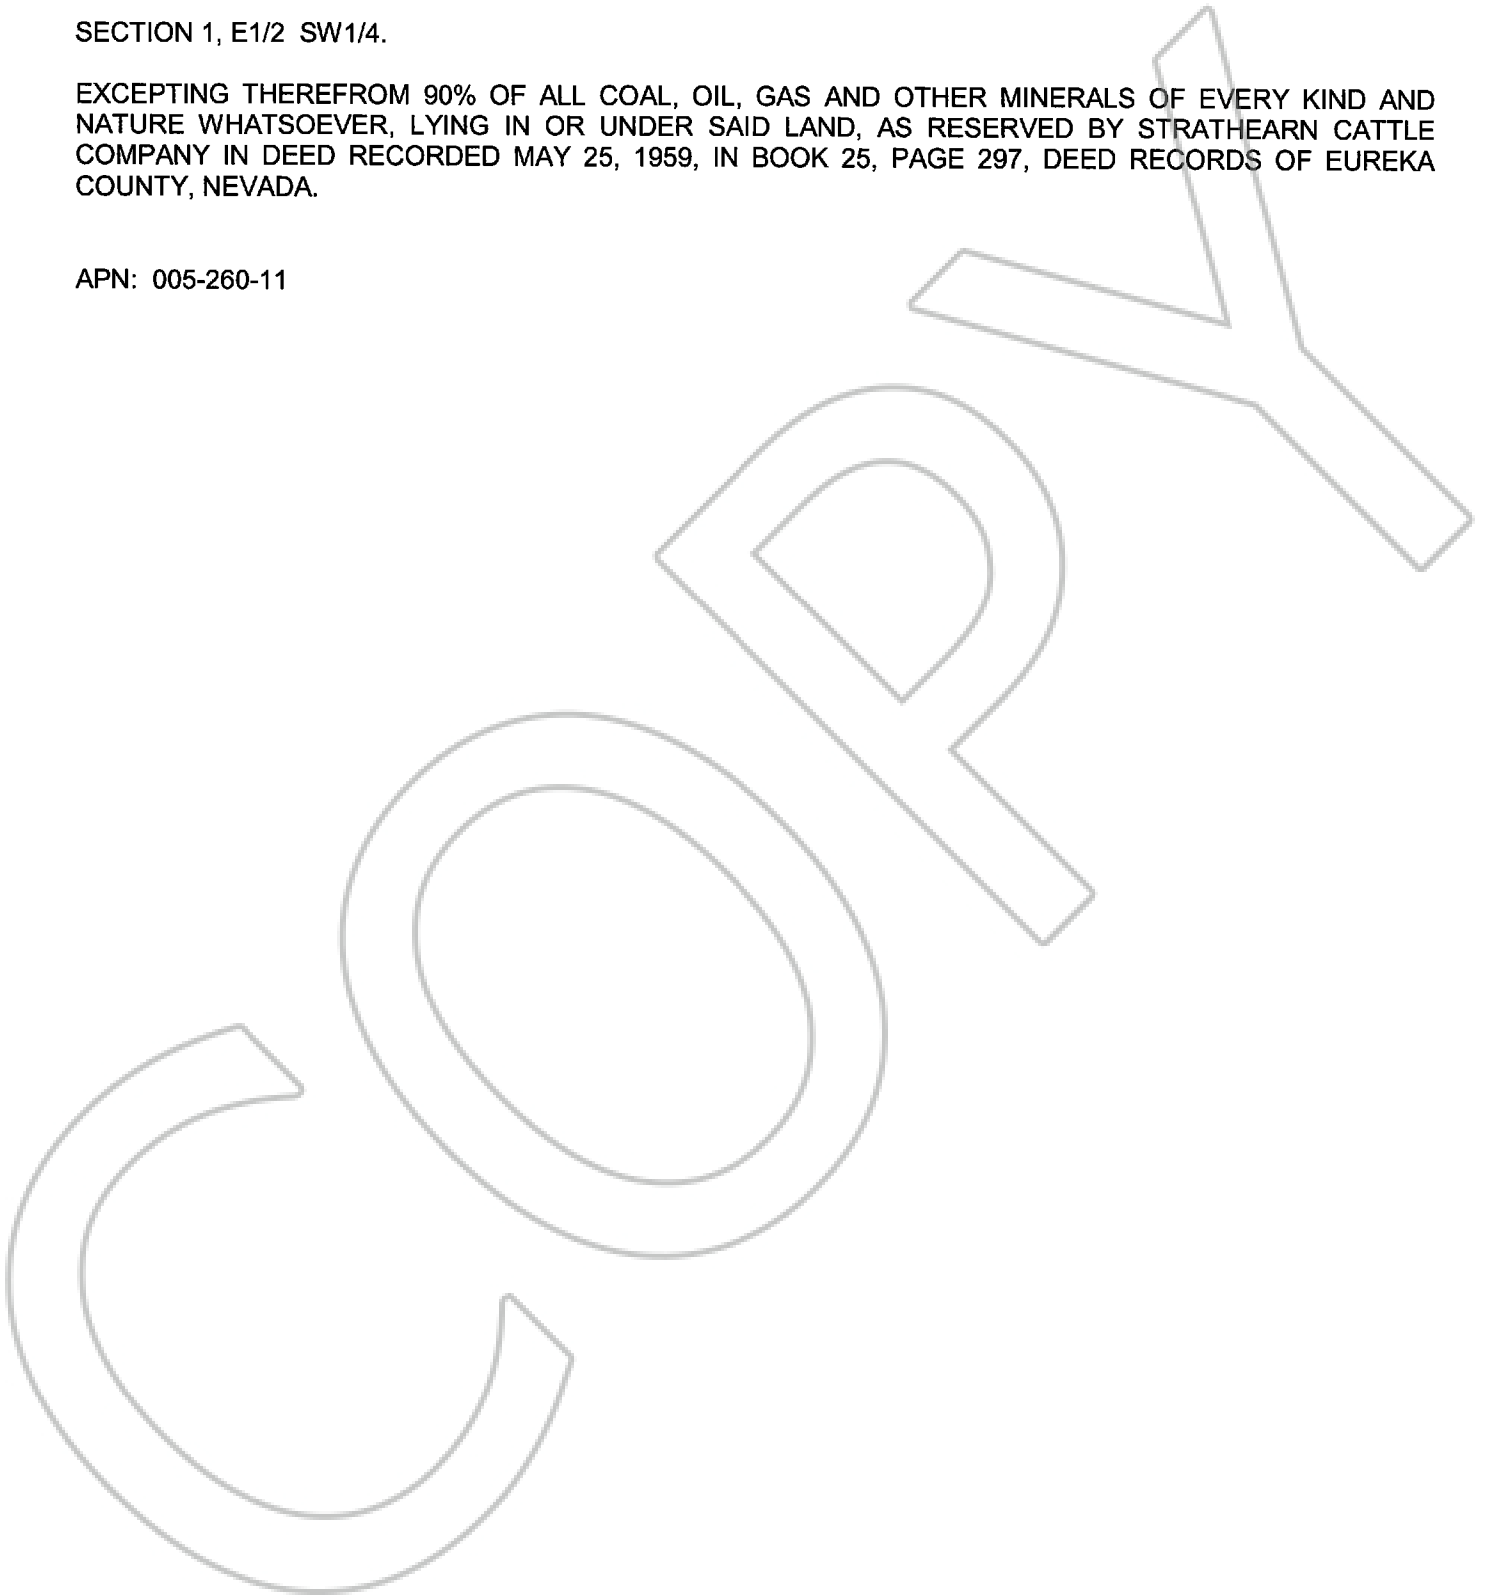 SECTION 1, E1/2 SW1/4.
EXCEPTING THEREFROM 90% OF ALL COAL, OIL, GAS AND OTHER MINERALS OF EVERY KIND AND
NATURE WHATSOEVER, LYING IN OR UNDER SAID LAND, AS RESERVED BY STRATHEARN CATTLE
COMPANY IN DEED RECORDED MAY 25, 1959, IN BOOK 25, PAGE 297, DEED RECORDS OF EUREKA
COUNTY, NEVADA.
APN: 005-260-11
COPY